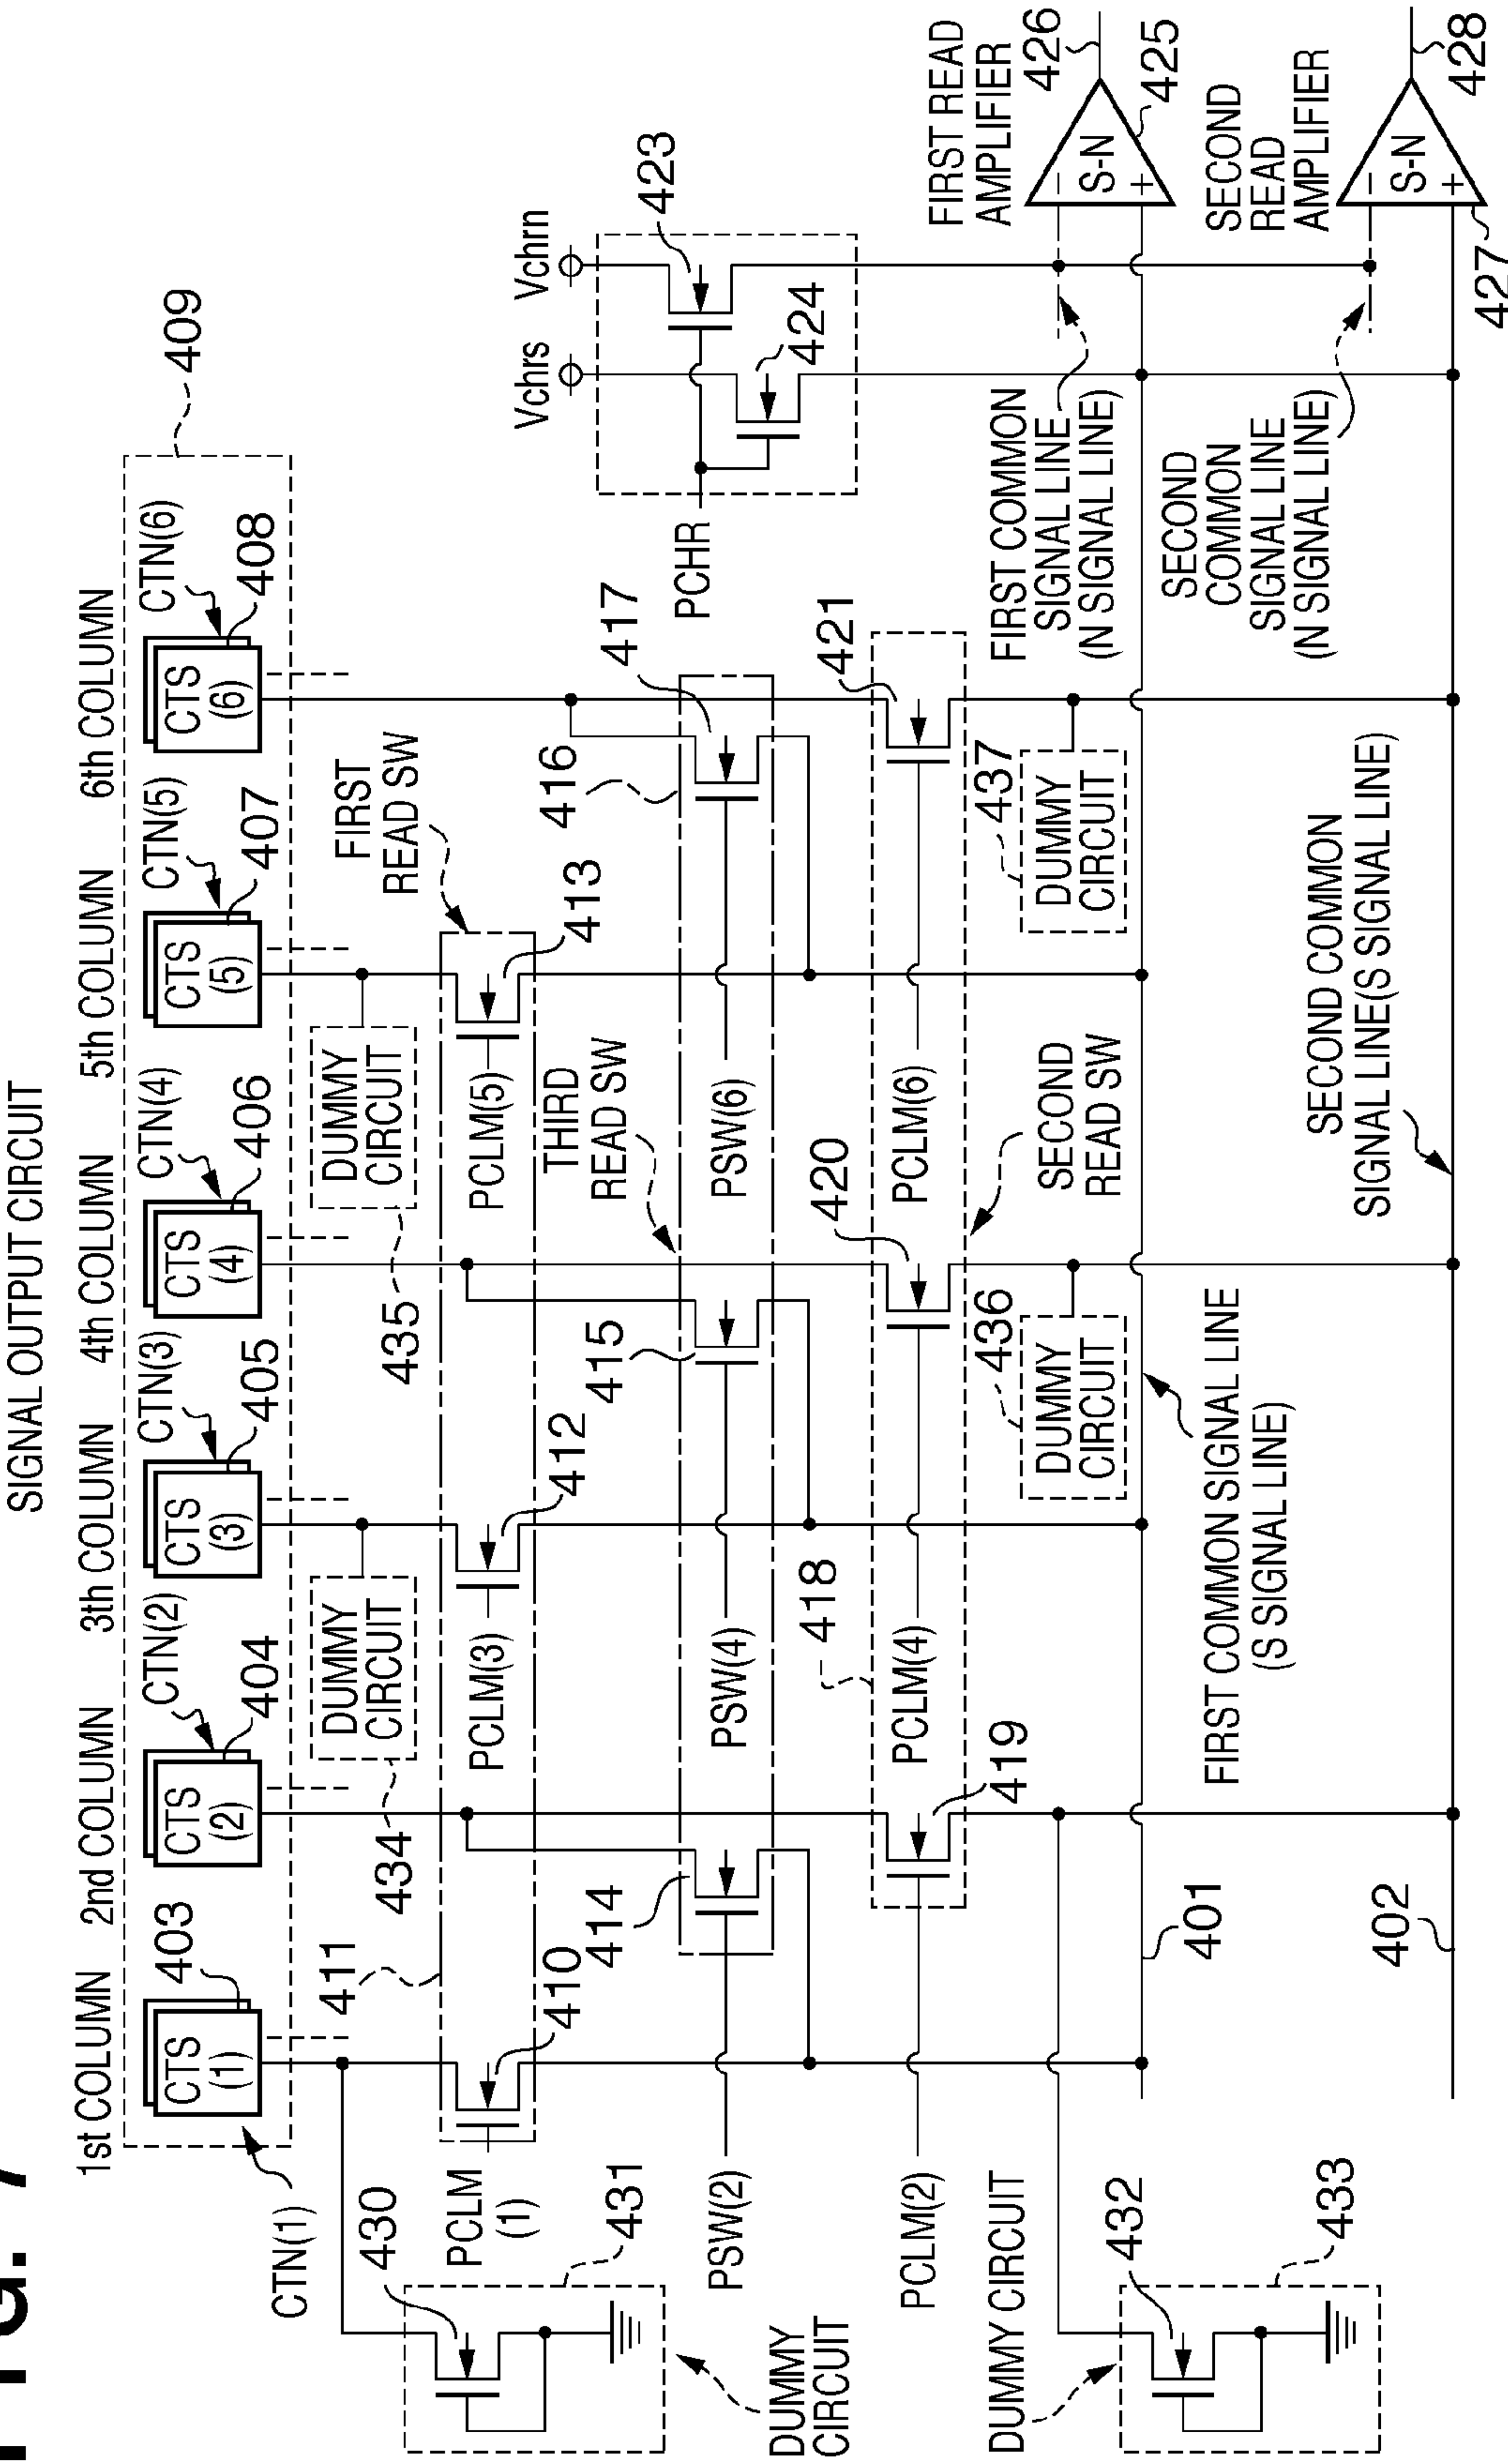 FIG. 7
SIGNAL OUTPUT CIRCUIT
1st COLUMN
2nd COLUMN
3th COLUMN
4th COLUMN
5th COLUMN
6th COLUMN
409
CTN(1)
403
CTS
(1)
CTN(2)
404
CTS
(2)
CTN(3)
405
CTS
(3)
CTN(4)
406
CTS
(4)
CTN(5)
407
CTS
(5)
CTN(6)
408
CTS
(6)
411
434
DUMMY
CIRCUIT
435
DUMMY
CIRCUIT
FIRST
READ SW
430
PCLM
(1)
410
PCLM(3)
412
PCLM(5)
413
431
DUMMY
CIRCUIT
414
415
THIRD
READ SW
416
417
PSW(2)
PSW(4)
PSW(6)
418
420
421
PCLM(2)
PCLM(4)
PCLM(6)
419
SECOND
READ SW
DUMMY CIRCUIT
432
433
436
DUMMY
CIRCUIT
437
DUMMY
CIRCUIT
401
402
FIRST COMMON SIGNAL LINE
(S SIGNAL LINE)
SECOND COMMON
SIGNAL LINE(S SIGNAL LINE)
Vchrs
Vchrn
423
424
PCHR
FIRST COMMON
SIGNAL LINE
(N SIGNAL LINE)
SECOND
COMMON
SIGNAL LINE
(N SIGNAL LINE)
FIRST READ
AMPLIFIER
426
425
−
S-N
+
SECOND
READ
AMPLIFIER
428
427
−
S-N
+